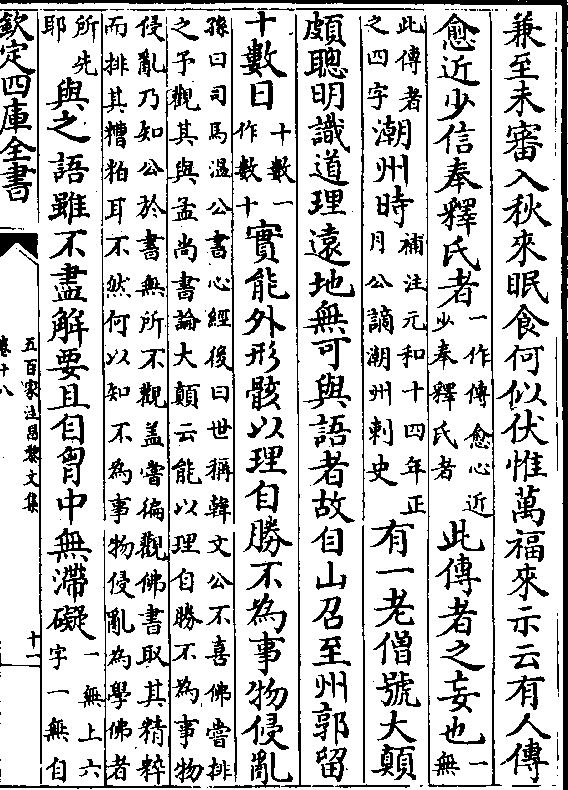 兼至未審入秋來眠食何似伏惟萬福來示云有人傳
愈近少信奉釋氏者一作傳愈心近少奉釋氏者此傳者之妄也一無
此傳者之四字潮州時補注元和十四年正月公謫潮州刺史有一老僧號大顛
頗聰明識道理遠地無可與語者故自山召至州郭留
十數日十數一作數十實能外形骸以理自勝不為事物侵亂
孫曰司馬溫公書心經後曰世稱韓文公不喜佛嘗排
之予觀其與孟尚書論大顛云能以理自勝不為事物
侵亂乃知公於書無所不觀盖嘗徧觀佛書取其精粹
而排其糟粕耳不然何以知不為事物侵亂為學佛者
所先耶與之語雖不盡解要且自胷中無滯礙一無上六字一無自
欽定四庫全書
五百家注昌黎文集
卷十八
十一